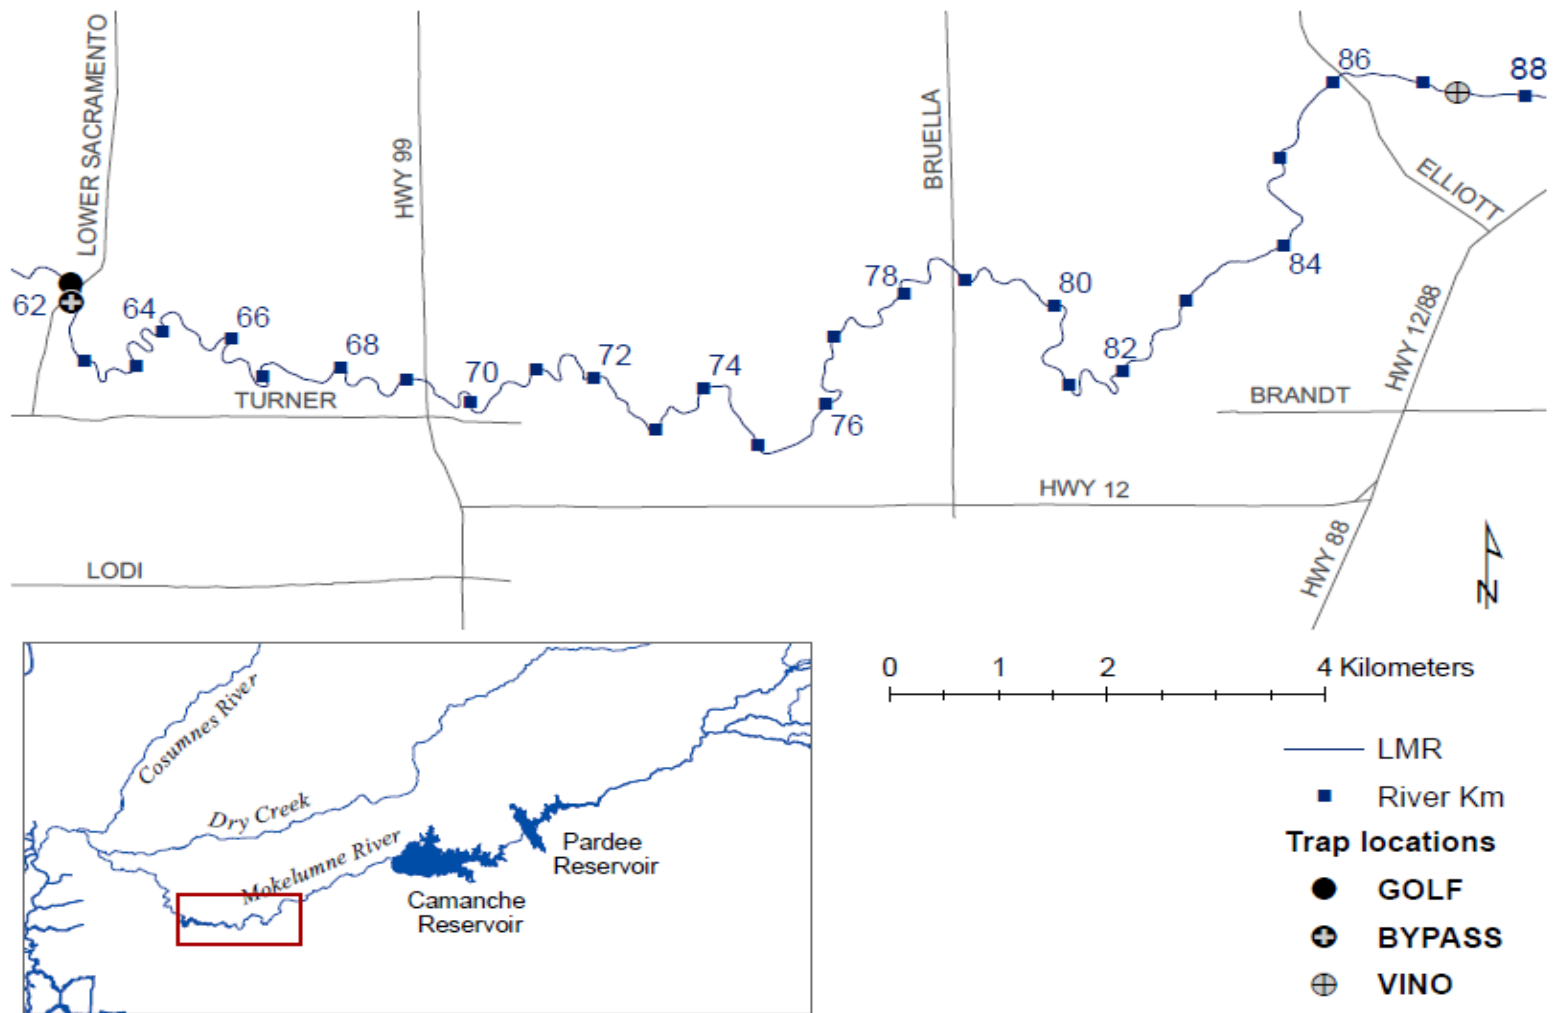 LOWER SACRAMENTO
HWY 99
BRUELLA
86
88
ELLIOTT
62
64
66
68
70
72
74
76
78
80
82
84
HWY 12/88
TURNER
BRANDT
HWY 12
HWY 88
LODI
N
Cosumnes River
Dry Creek
Mokelumne River
Pardee
Reservoir
Camanche
Reservoir
0 1 2 4 Kilometers
LMR
River Km
Trap locations
GOLF
BYPASS
VINO